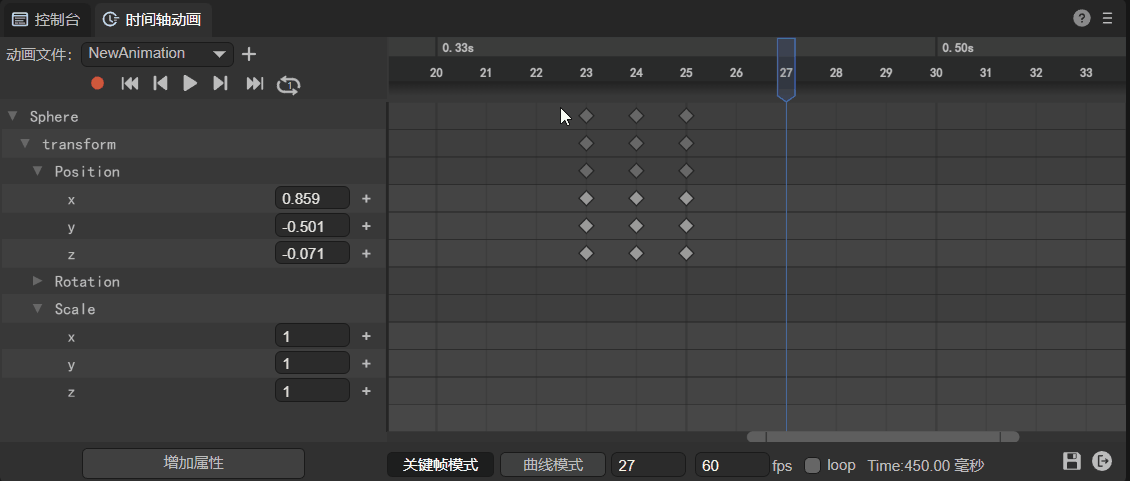 控制台 时间轴动画
动画文件: NewAnimation
0.33s 0.50s
20 21 22 23 24 25 26 27 28 29 30 31 32 33
Sphere
transform
Position
x 0.859 +
y -0.501 +
z -0.071 +
Rotation
Scale
x 1 +
y 1 +
z 1 +
增加属性 关键帧模式 曲线模式 27 60 fps loop Time:450.00 毫秒